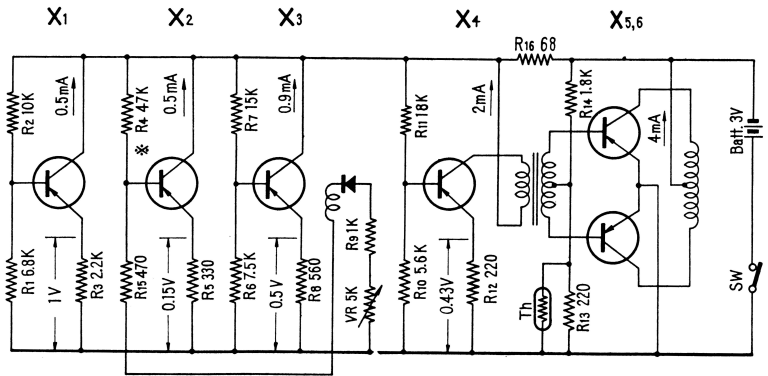 X1 X2 X3 X4 X5,6
R16 68
R2 10K
0.5mA
※ R4 47K
0.5mA
R7 15K
0.9mA
R11 18K
2mA
R14 1.8K
4mA
Batt. 3V
R1 6.8K
1V
R3 2.2K
R15 470
0.15V
R5 330
R6 7.5K
0.5V
R8 560
R9 1K
VR 5K
R10 5.6K
0.43V
R12 220
Th
R13 220
SW